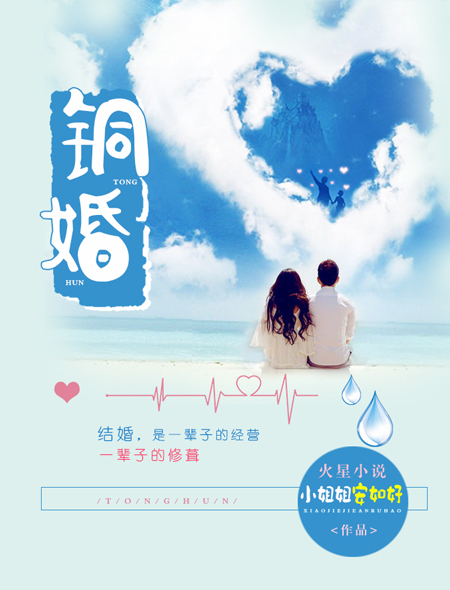 铜
TONG
婚
HUN
结婚，是一辈子的经营
一辈子的修葺
/T/O/N/G/H/U/N/
火星小说
小姐姐安如好
XIAOJIEJIEANRUHAO
<作品>